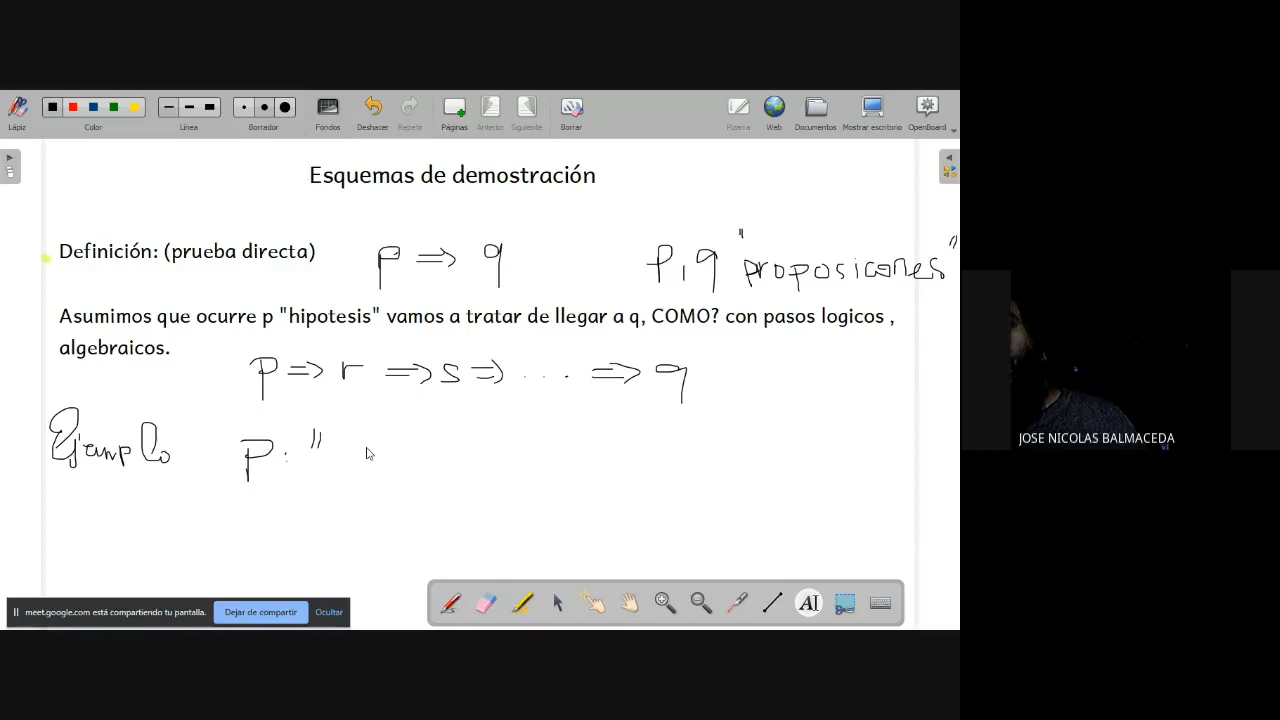 Lápiz Color Línea Borrador Fondos Deshacer Repetir Páginas Anterior Siguiente Borrar Pizarra Web Documentos Mostrar escritorio OpenBoard
Esquemas de demostración
Definición: (prueba directa) p ⇒ q p, q "proposicones"
Asumimos que ocurre p "hipotesis" vamos a tratar de llegar a q, COMO? con pasos logicos ,
algebraicos.
p ⇒ r ⇒ s ⇒ .... ⇒ q
Ejemplo p: "
JOSE NICOLAS BALMACEDA
meet.google.com está compartiendo tu pantalla. Dejar de compartir Ocultar
AI